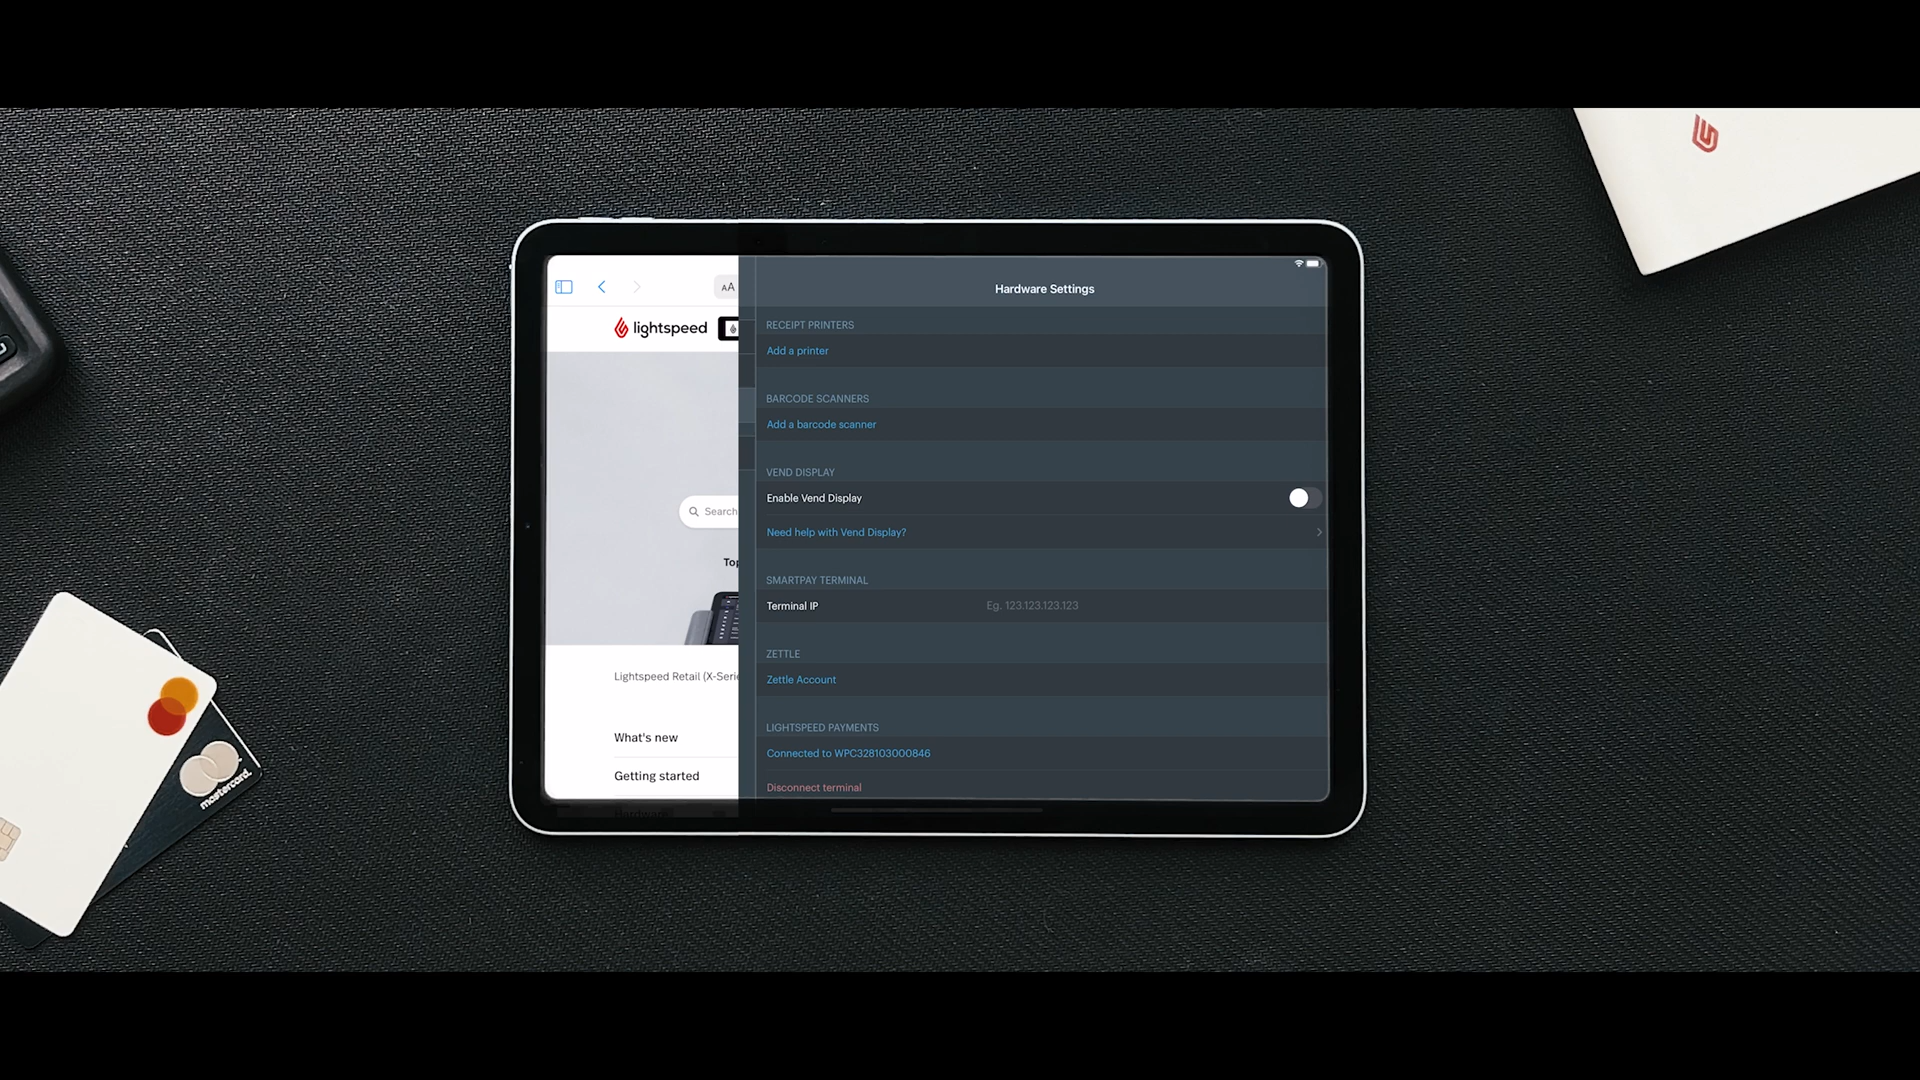 AA
lightspeed
Search
Top
Lightspeed Retail (X-Serie
What's new
Getting started
Hardware Settings
RECEIPT PRINTERS
Add a printer
BARCODE SCANNERS
Add a barcode scanner
VEND DISPLAY
Enable Vend Display
Need help with Vend Display?
SMARTPAY TERMINAL
Terminal IP
Eg. 123.123.123.123
ZETTLE
Zettle Account
LIGHTSPEED PAYMENTS
Connected to WPC328103000846
Disconnect terminal
mastercard.